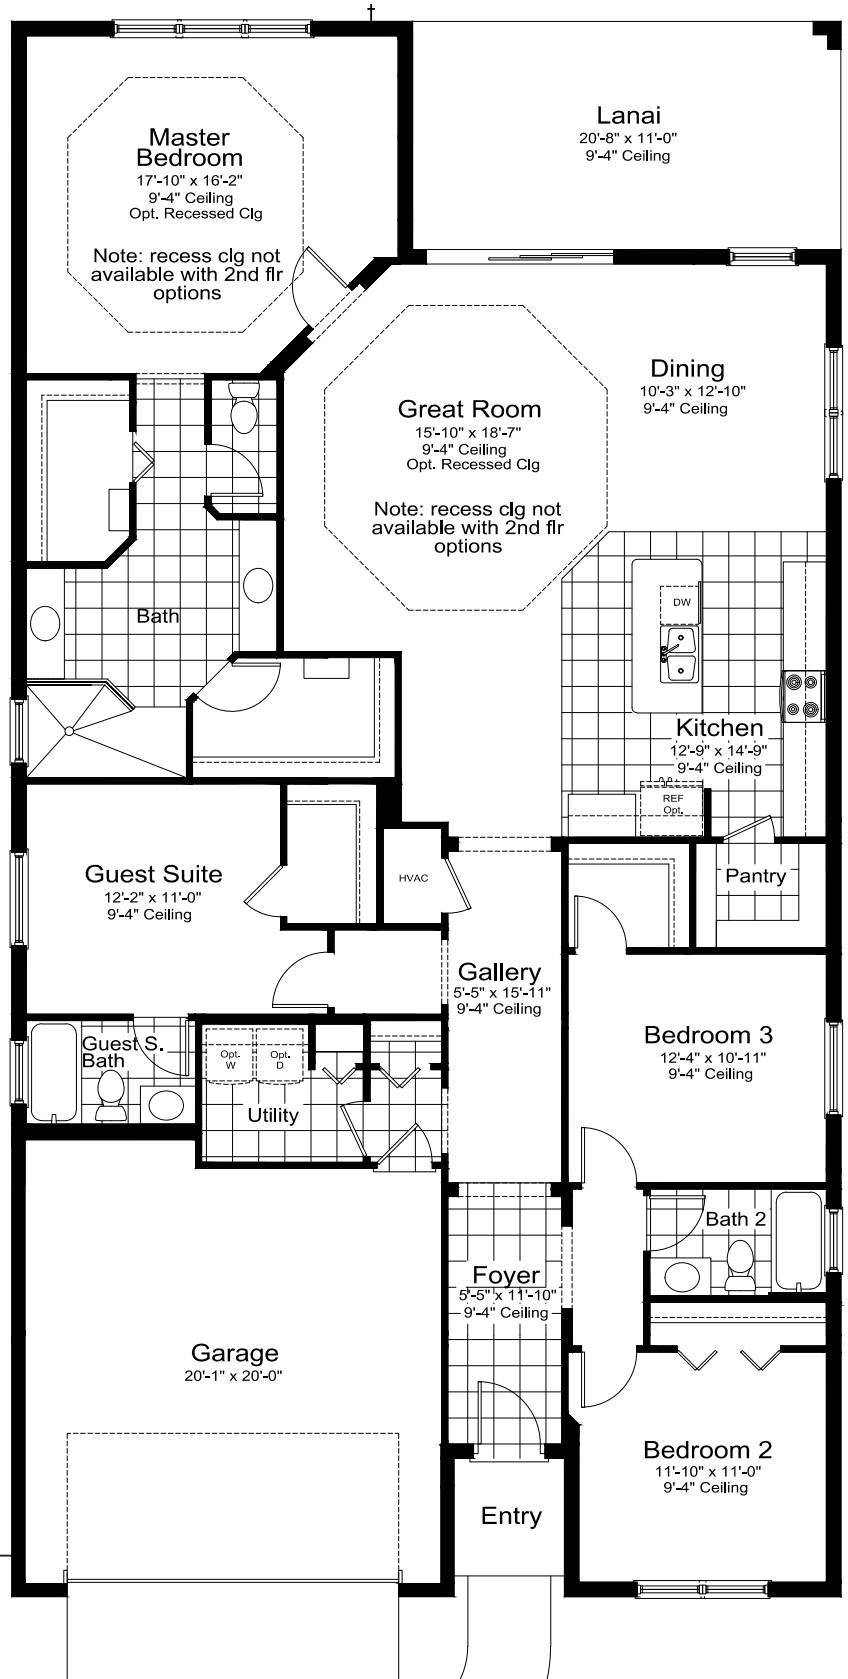 Master
Bedroom
17'-10" x 16'-2"
9'-4" Ceiling
Opt. Recessed Clg
Note: recess clg not
available with 2nd flr
options
Lanai
20'-8" x 11'-0"
9'-4" Ceiling
Great Room
15'-10" x 18'-7"
9'-4" Ceiling
Opt. Recessed Clg
Note: recess clg not
available with 2nd flr
options
Dining
10'-3" x 12'-10"
9'-4" Ceiling
DW
Bath
Kitchen
12'-9" x 14'-9"
9'-4" Ceiling
REF
Opt.
Guest Suite
12'-2" x 11'-0"
9'-4" Ceiling
HVAC
Pantry
Gallery
5'-5" x 15'-11"
9'-4" Ceiling
Guest S.
Bath
Opt.
W
Opt.
D
Utility
Bedroom 3
12'-4" x 10'-11"
9'-4" Ceiling
Bath 2
Foyer
5'-5" x 11'-10"
9'-4" Ceiling
Garage
20'-1" x 20'-0"
Bedroom 2
11'-10" x 11'-0"
9'-4" Ceiling
Entry